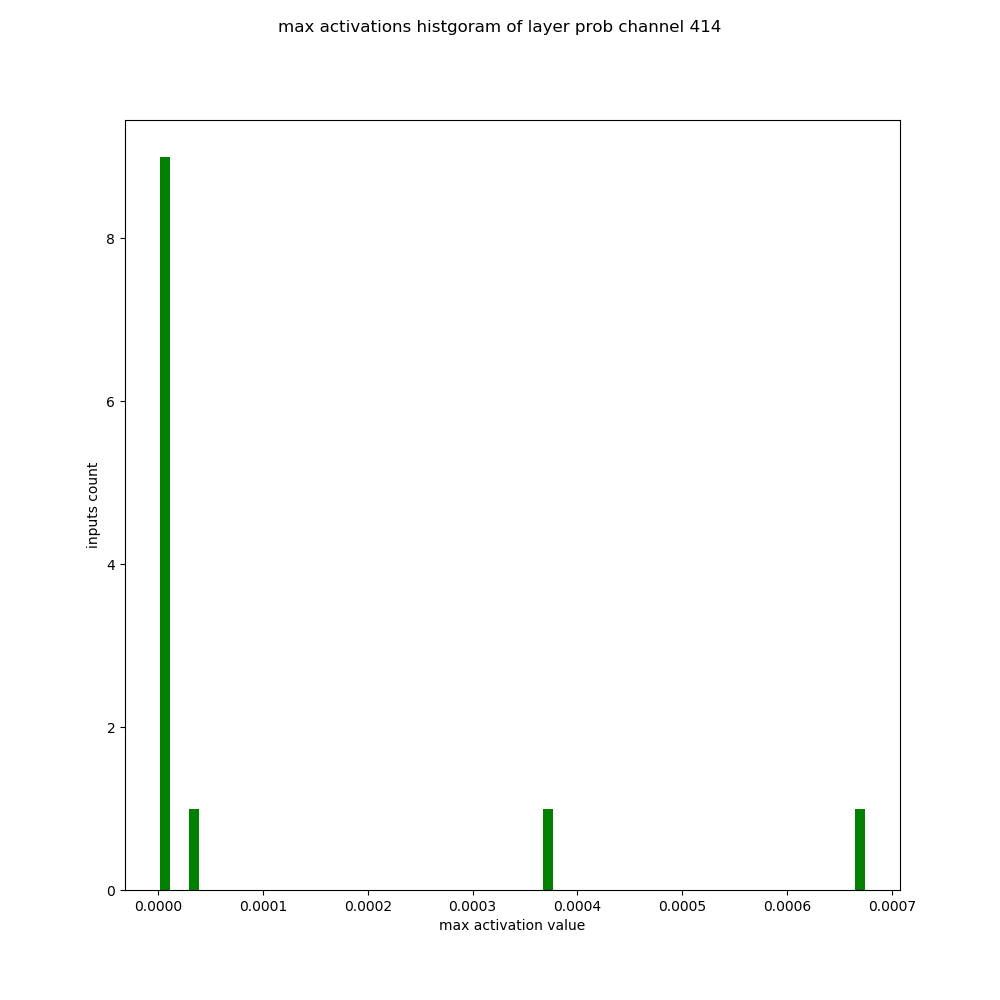 max activations histgoram of layer prob channel 414
8
6
4
2
0
inputs count
0.0000 0.0001 0.0002 0.0003 0.0004 0.0005 0.0006 0.0007
max activation value